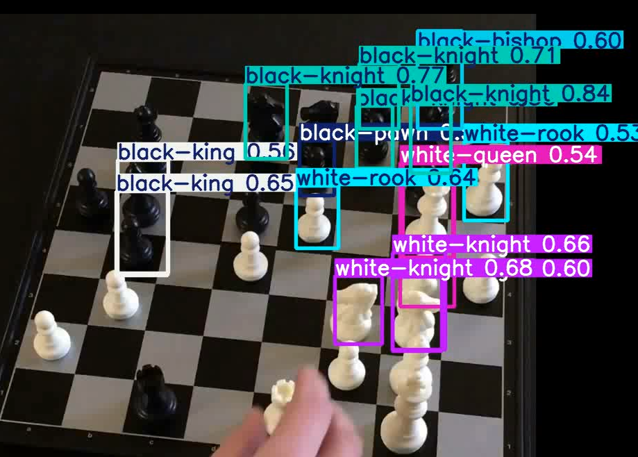 black-bishop 0.60
black-knight 0.71
black-knight 0.77
black-knight 0.84
black-pawn 0.
white-rook 0.53
black-king 0.56
white-queen 0.54
black-king 0.65
white-rook 0.64
white-knight 0.66
white-knight 0.68 0.60